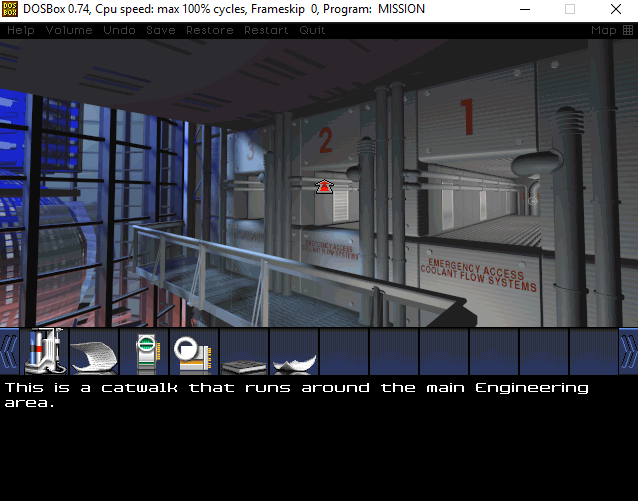 DOSBox 0.74, Cpu speed: max 100% cycles, Frameskip 0, Program: MISSION
Help Volume Undo Save Restore Restart Quit Map
2
1
EMERGENCY ACCESS
COOLANT FLOW SYSTEMS
EMERGENCY ACCESS
COOLANT FLOW SYSTEMS
This is a catwalk that runs around the main Engineering
area.